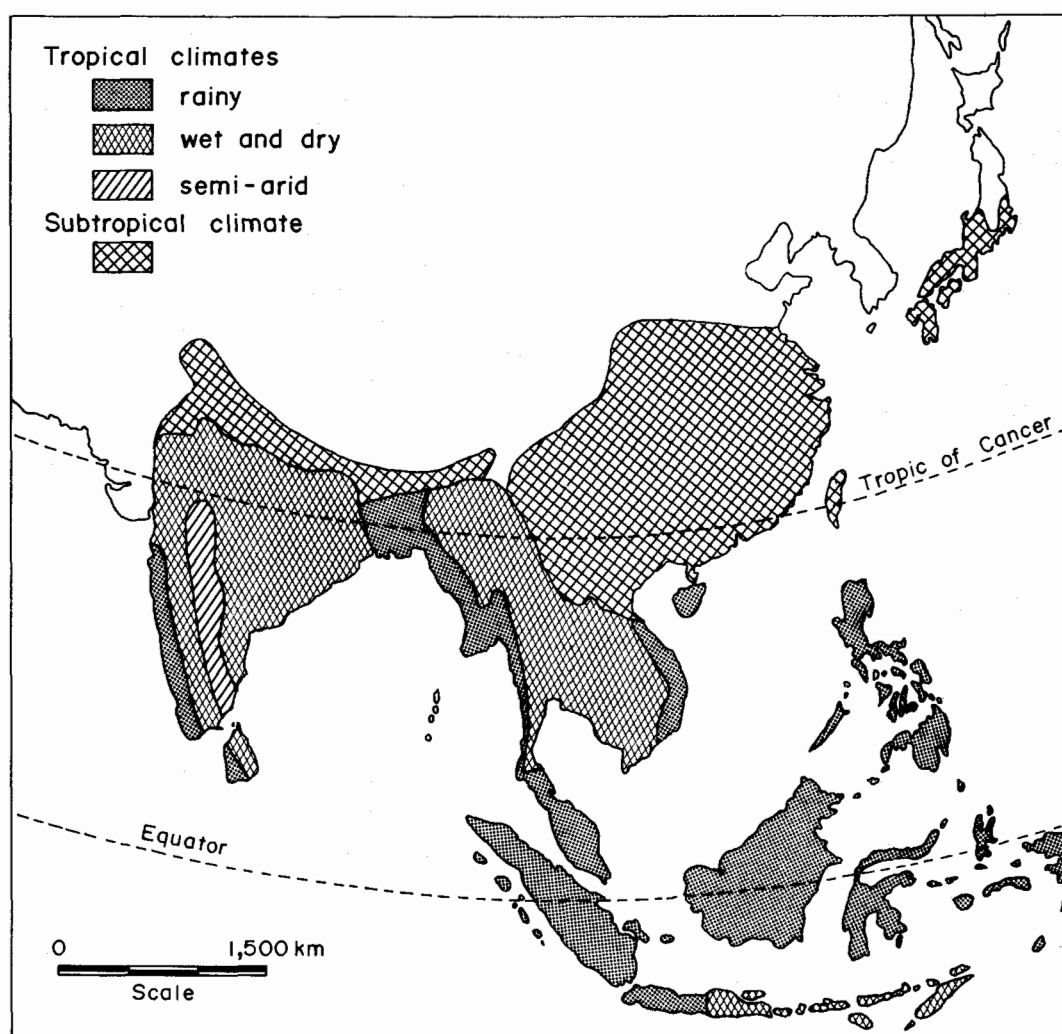 Tropical climates
rainy
wet and dry
semi-arid
Subtropical climate
Tropic of Cancer
Equator
0 1,500 km
Scale